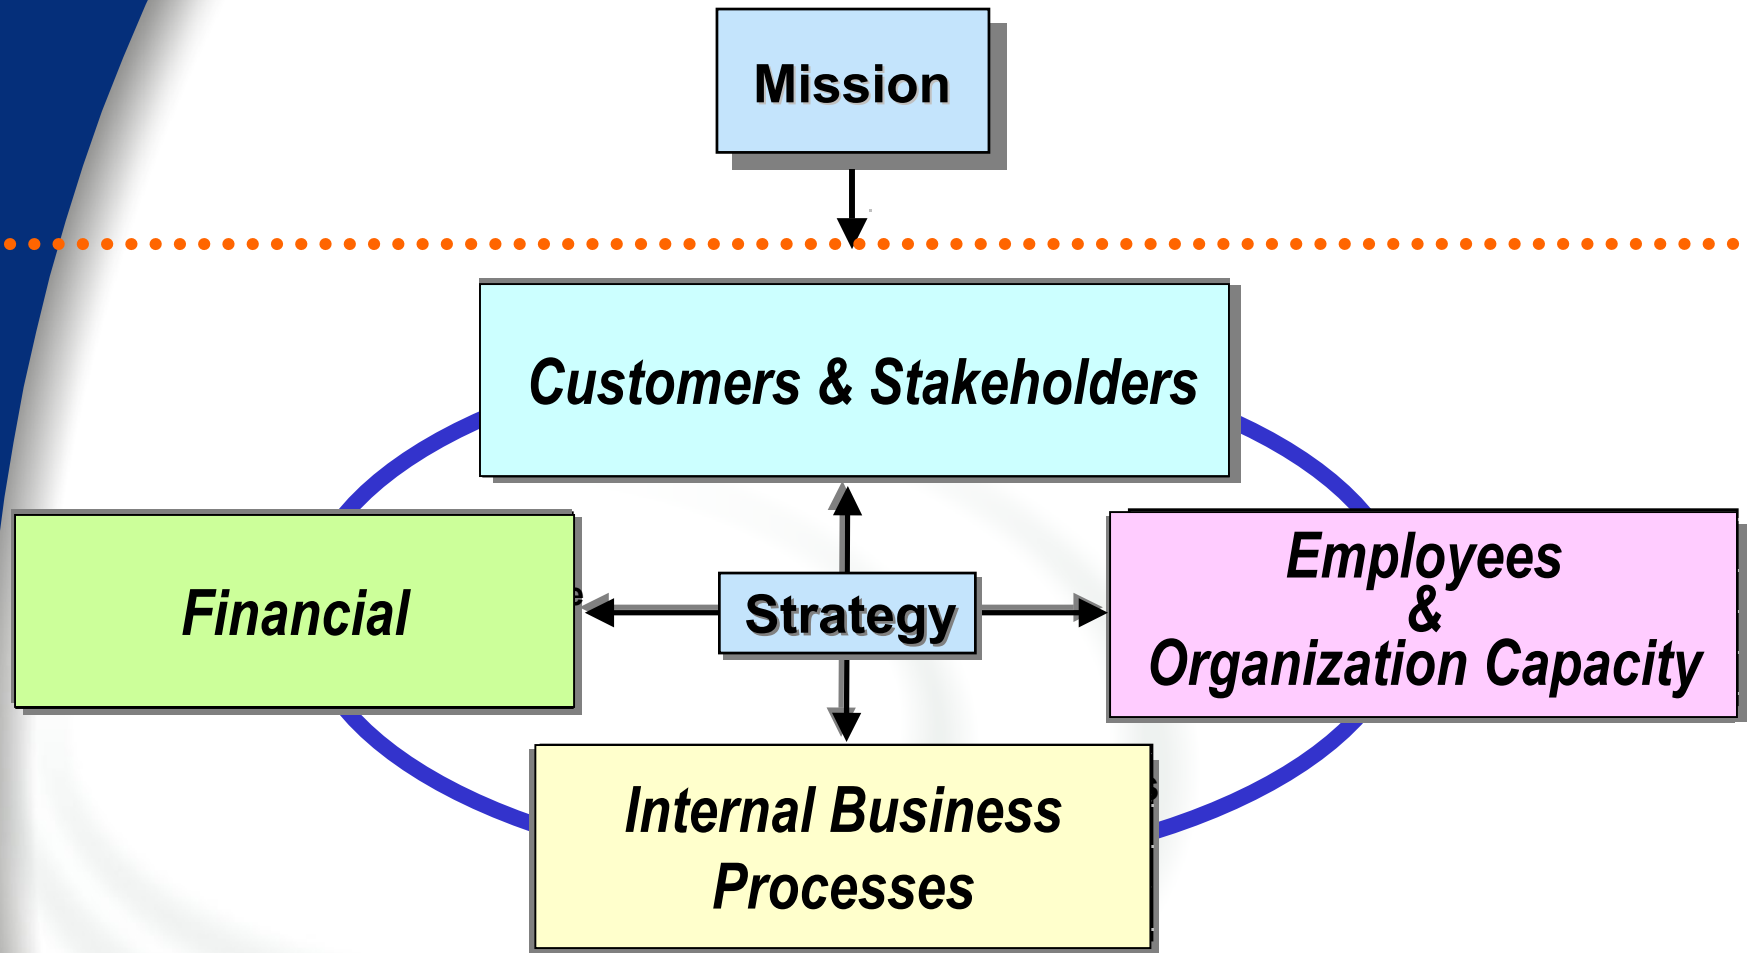 Mission
Customers & Stakeholders
Financial
Strategy
Employees
&
Organization Capacity
Internal Business
Processes